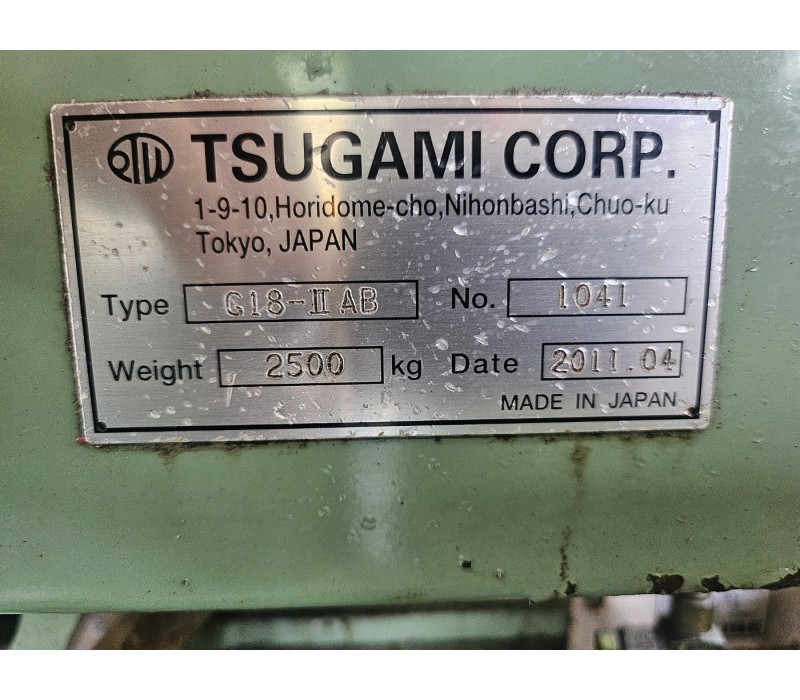 PTW TSUGAMI CORP.
1-9-10,Horidome-cho,Nihonbashi,Chuo-ku
Tokyo, JAPAN
Type G18-ⅡAB No. 1041
Weight 2500 kg Date 2011.04
MADE IN JAPAN